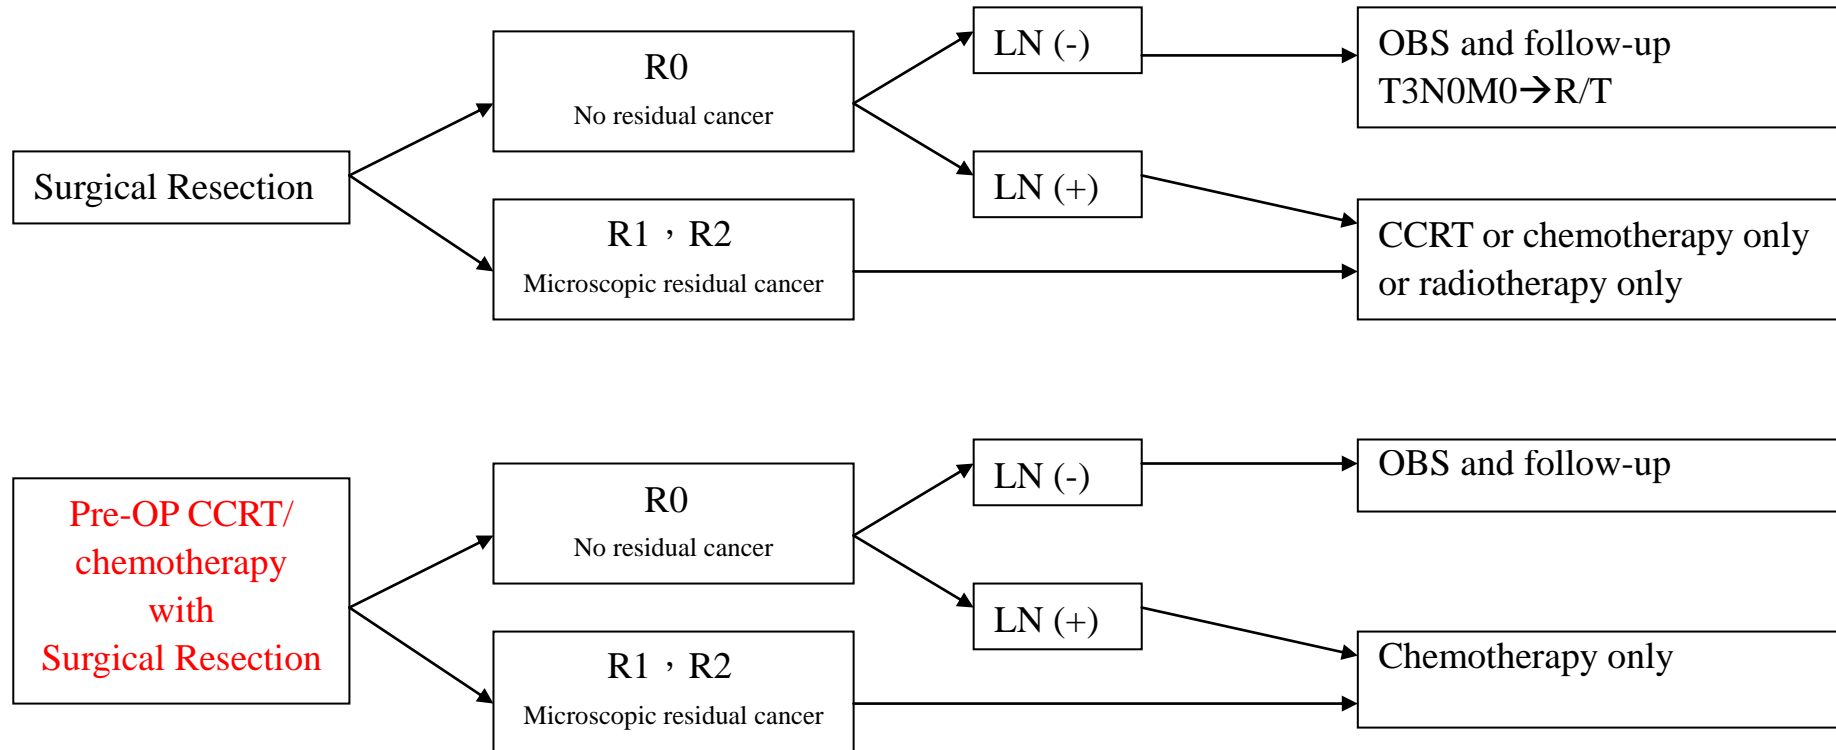 Surgical Resection
R0
No residual cancer
R1，R2
Microscopic residual cancer
LN (-)
LN (+)
OBS and follow-up
T3N0M0→R/T
CCRT or chemotherapy only
or radiotherapy only
Pre-OP CCRT/
chemotherapy
with
Surgical Resection
R0
No residual cancer
R1，R2
Microscopic residual cancer
LN (-)
LN (+)
OBS and follow-up
Chemotherapy only